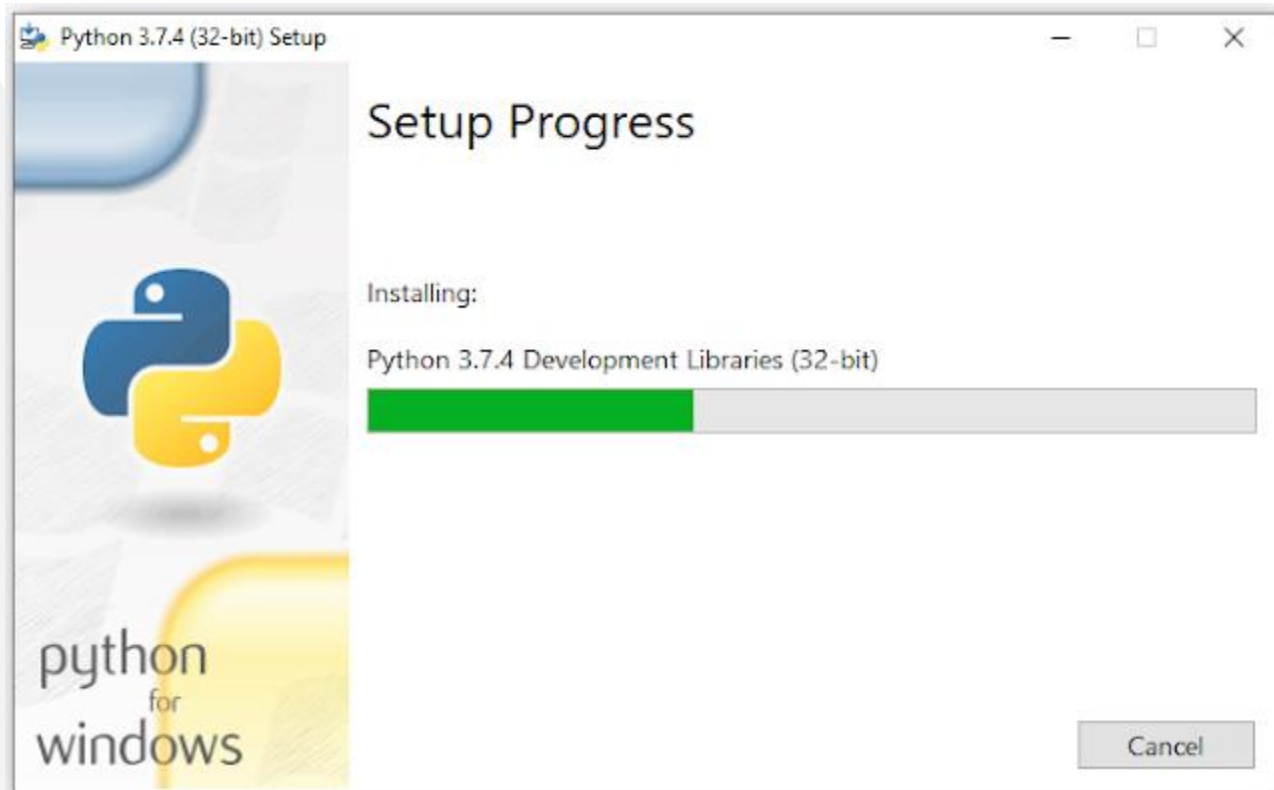 Python 3.7.4 (32-bit) Setup
Setup Progress
Installing:
Python 3.7.4 Development Libraries (32-bit)
python
for
windows
Cancel